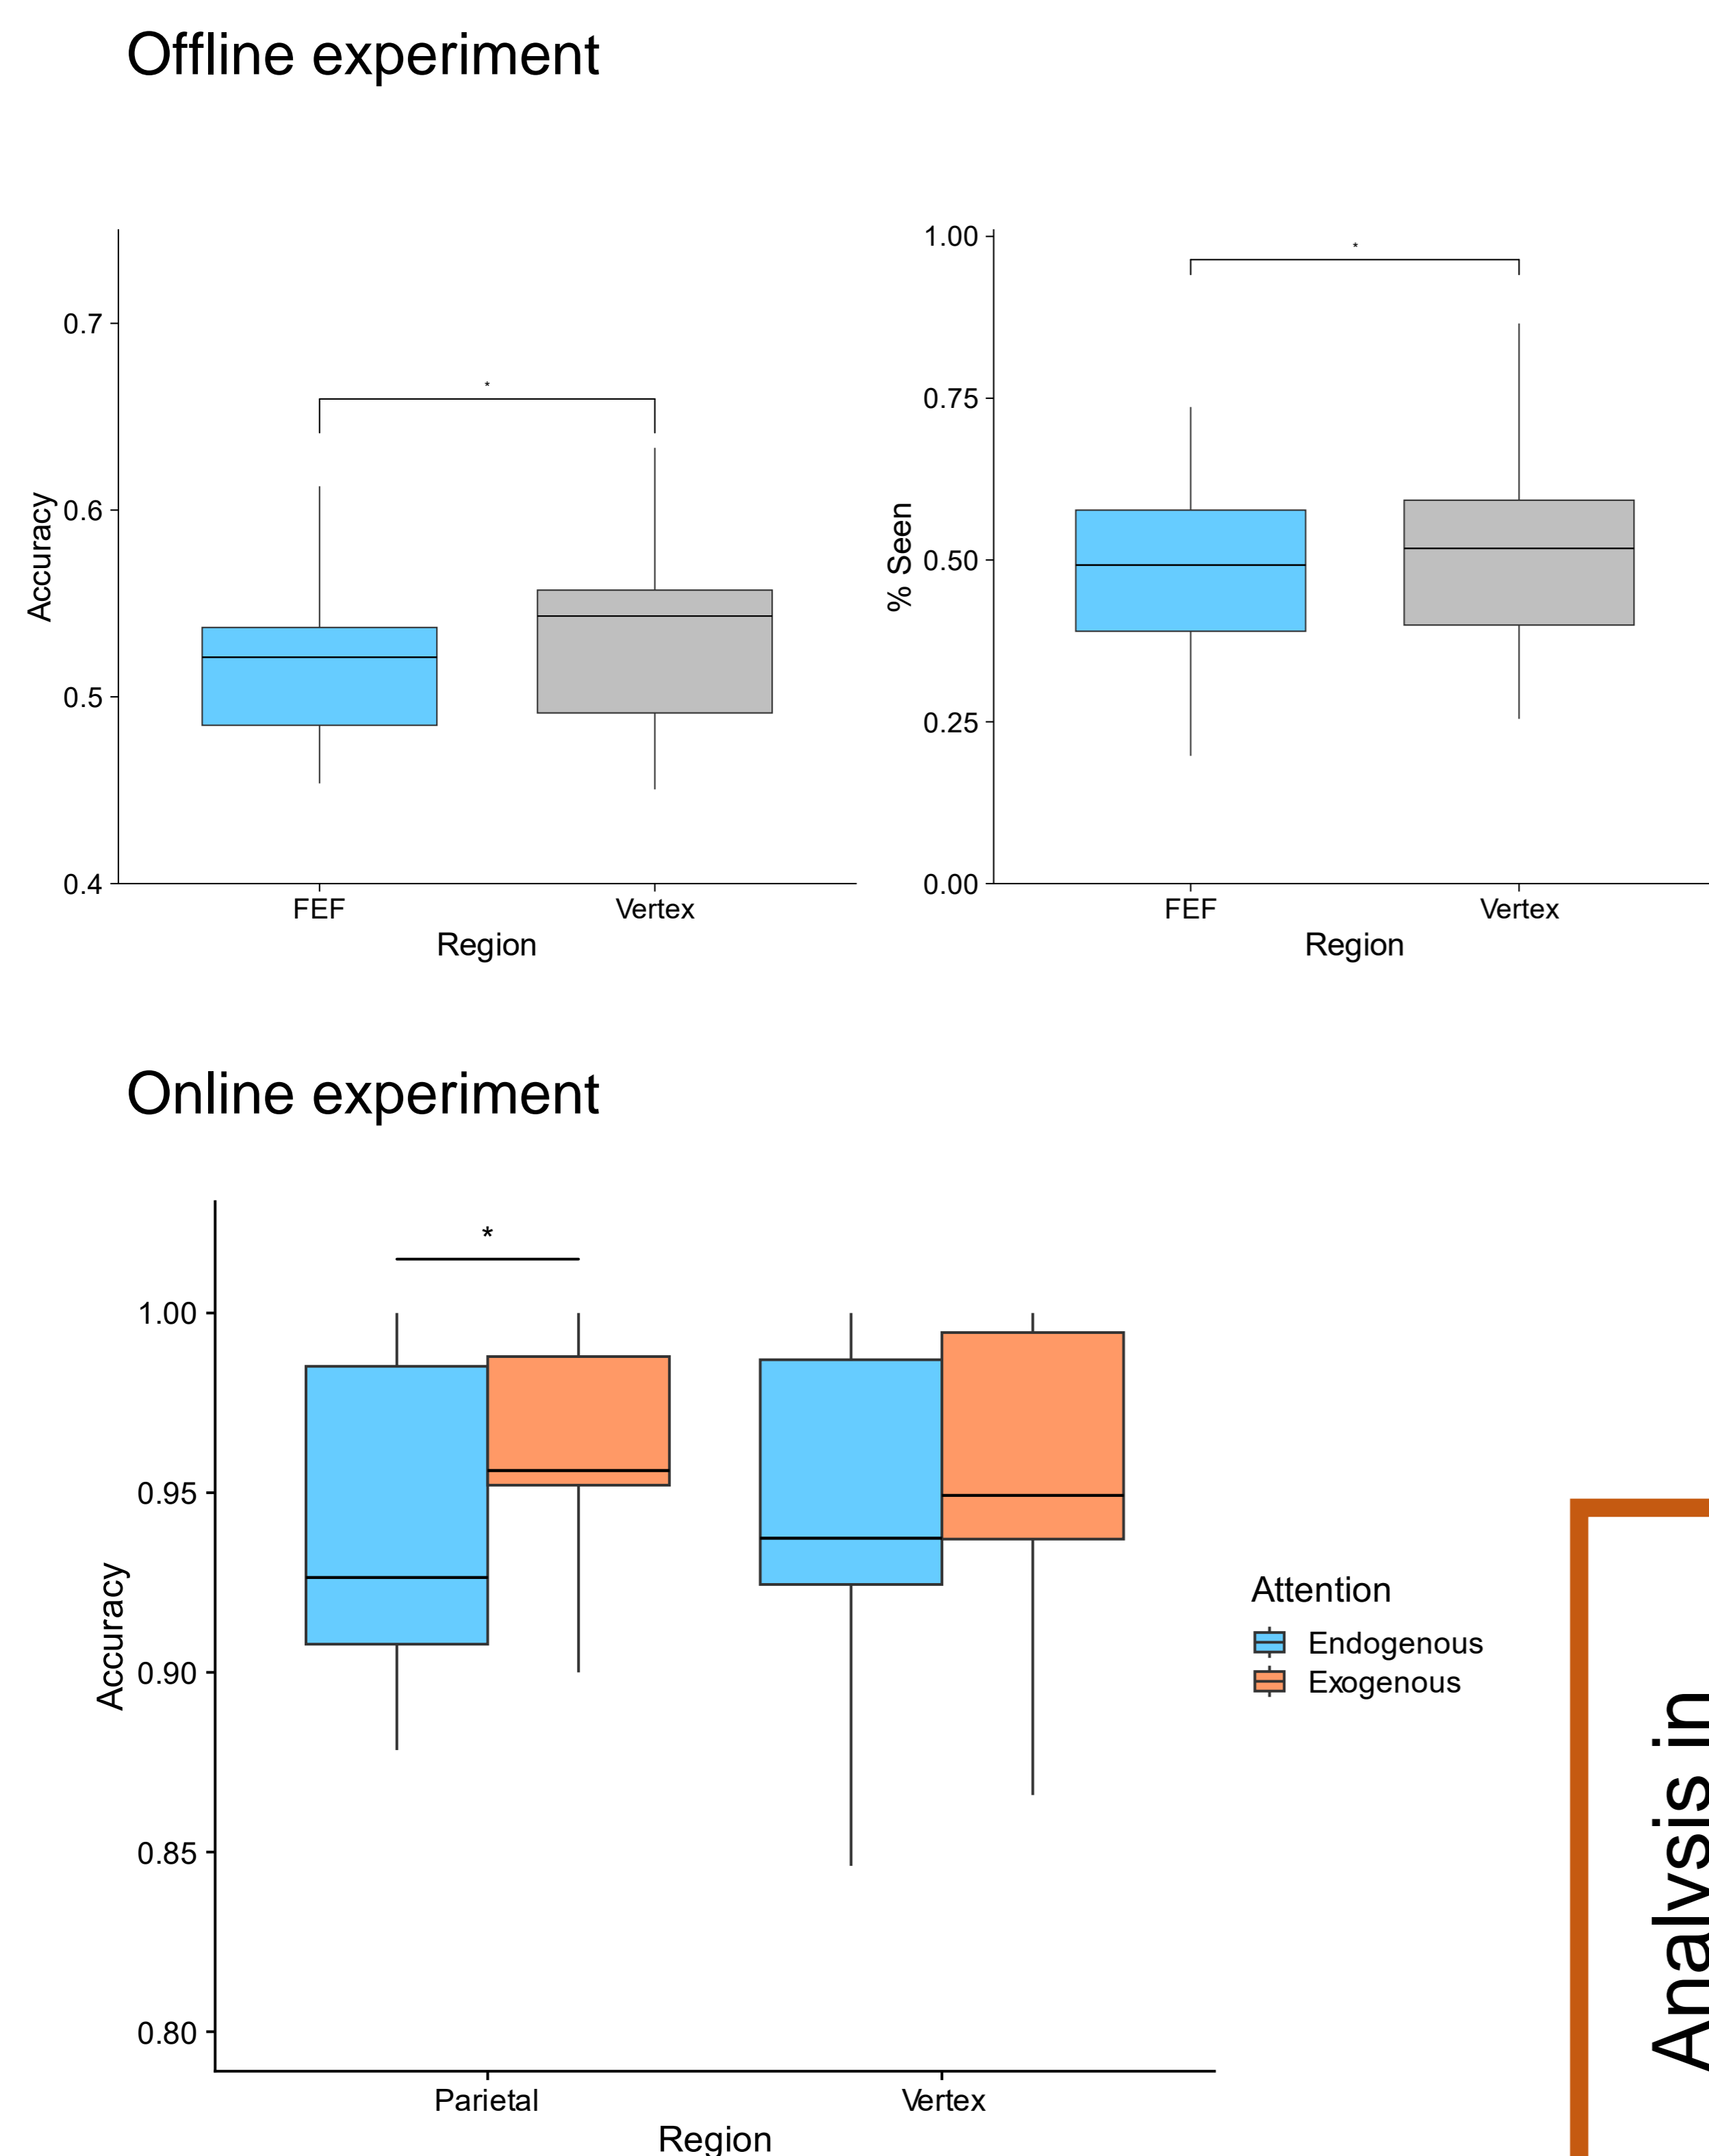 Offline experiment
Accuracy
0.7
0.6
0.5
0.4
*
FEF
Vertex
Region
% Seen
1.00
0.75
0.50
0.25
0.00
*
FEF
Vertex
Region
Online experiment
Accuracy
1.00
0.95
0.90
0.85
0.80
*
Parietal
Vertex
Region
Attention
Endogenous
Exogenous
Analysis in